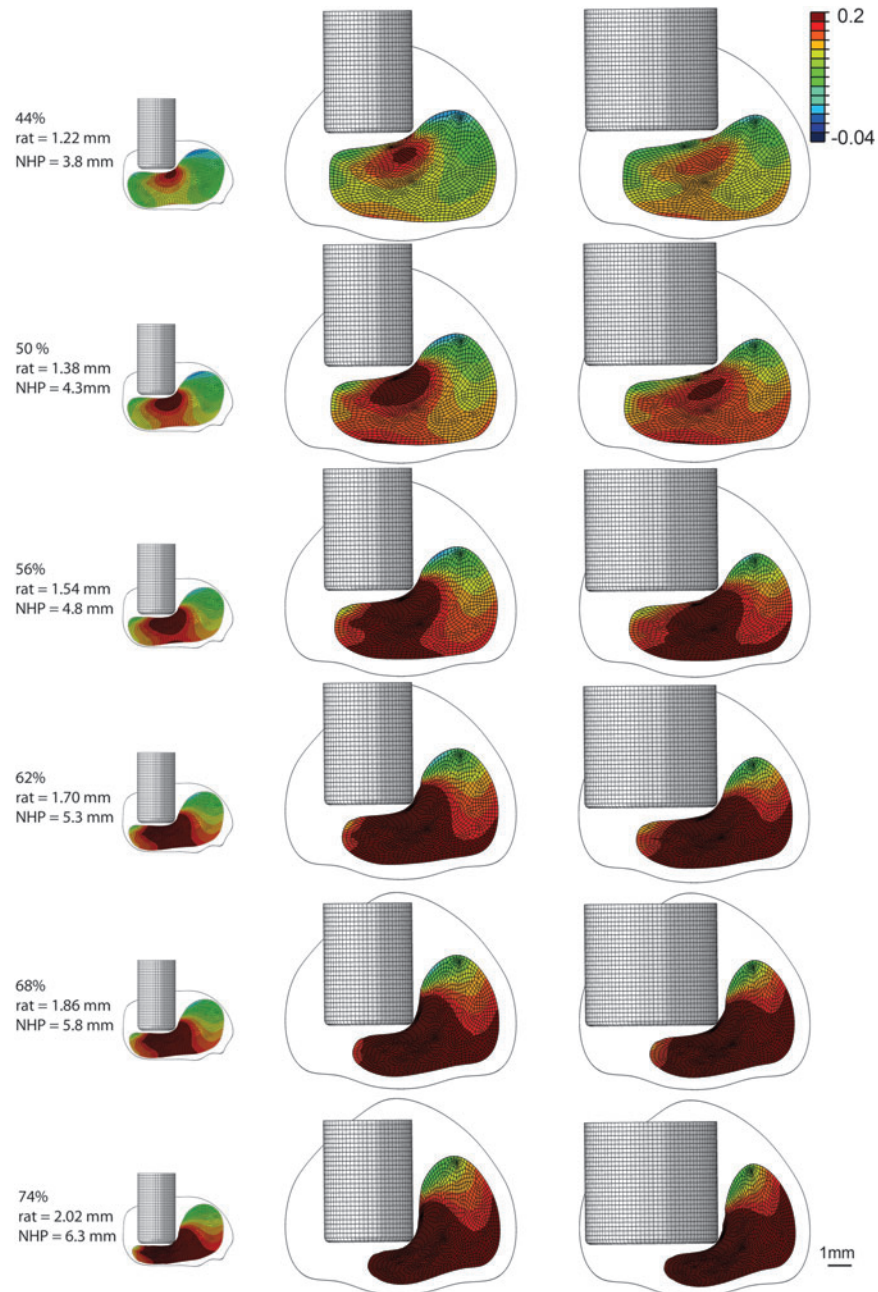 0.2
-0.04
44%
rat = 1.22 mm
NHP = 3.8 mm
50 %
rat = 1.38 mm
NHP = 4.3mm
56%
rat = 1.54 mm
NHP = 4.8 mm
62%
rat = 1.70 mm
NHP = 5.3 mm
68%
rat = 1.86 mm
NHP = 5.8 mm
74%
rat = 2.02 mm
NHP = 6.3 mm
1mm